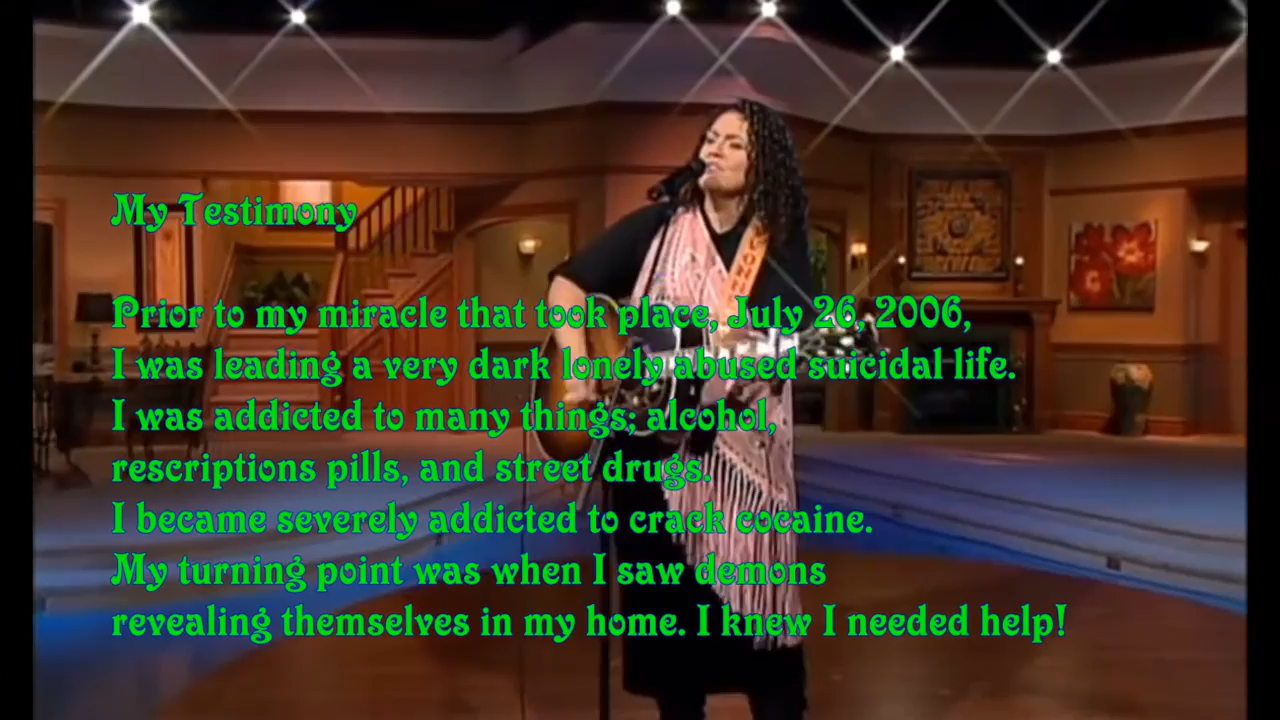 My Testimony
Prior to my miracle that took place, July 26, 2006,
I was leading a very dark lonely abused suicidal life.
I was addicted to many things; alcohol,
rescriptions pills, and street drugs.
I became severely addicted to crack cocaine.
My turning point was when I saw demons
revealing themselves in my home. I knew I needed help!